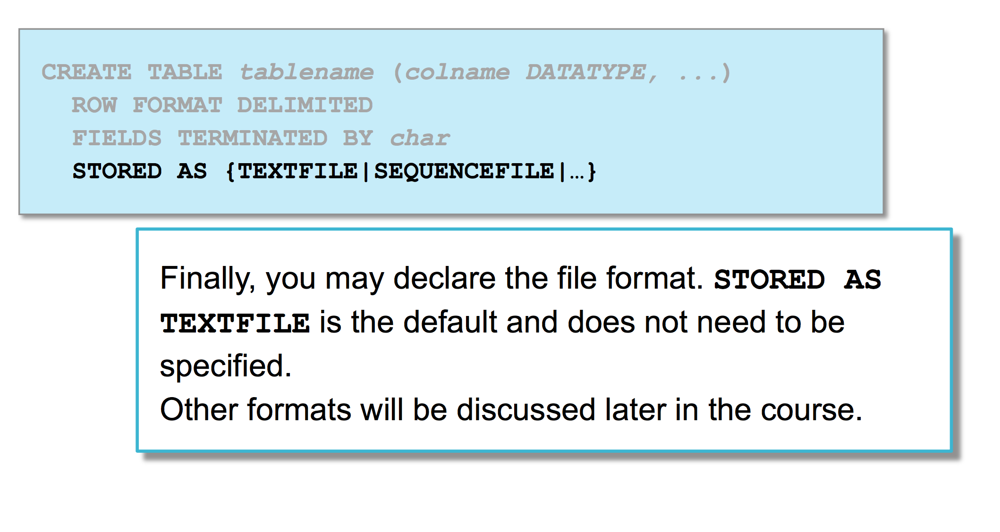 CREATE TABLE tablename (colname DATATYPE, ...)
ROW FORMAT DELIMITED
FIELDS TERMINATED BY char
STORED AS {TEXTFILE|SEQUENCEFILE|…}
Finally, you may declare the file format. STORED AS
TEXTFILE is the default and does not need to be
specified.
Other formats will be discussed later in the course.